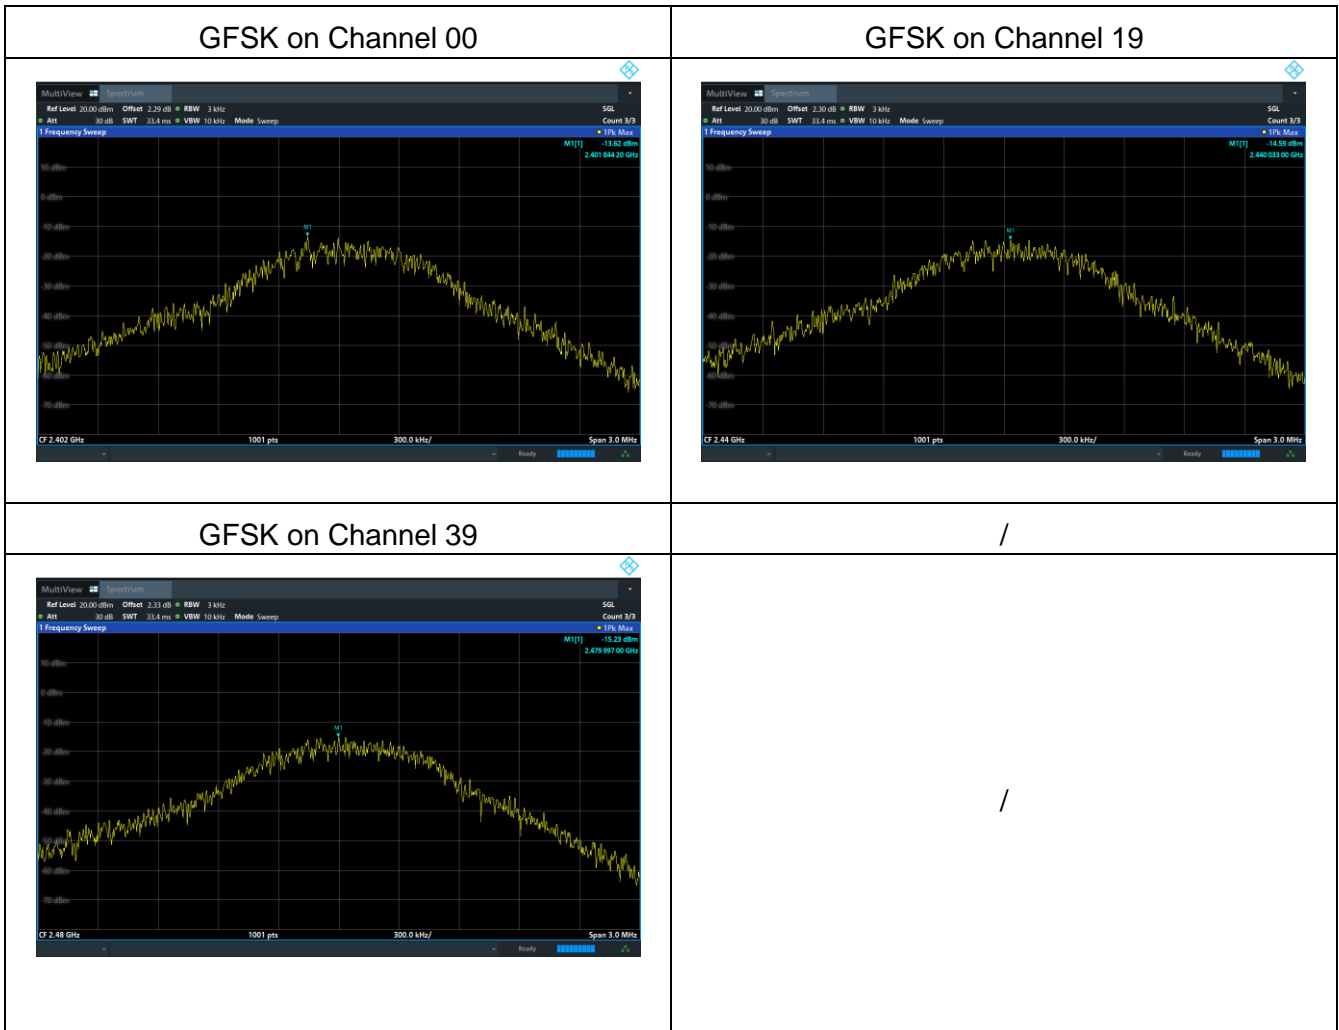 GFSK on Channel 00
MultiView Spectrum
Ref Level 20.00 dBm Offset 2.29 dB RBW 3 kHz SGL
Att 30 dB SWT 33.4 ms VBW 10 kHz Mode Sweep Count 3/3
1 Frequency Sweep 1Pk Max
M1[1] -13.62 dBm
2.401 844 20 GHz
10 dBm
0 dBm
-10 dBm
M1
-20 dBm
-30 dBm
-40 dBm
-50 dBm
-60 dBm
-70 dBm
CF 2.402 GHz 1001 pts 300.0 kHz/ Span 3.0 MHz
Ready
GFSK on Channel 19
MultiView Spectrum
Ref Level 20.00 dBm Offset 2.30 dB RBW 3 kHz SGL
Att 30 dB SWT 33.4 ms VBW 10 kHz Mode Sweep Count 3/3
1 Frequency Sweep 1Pk Max
M1[1] -14.59 dBm
2.440 033 00 GHz
10 dBm
0 dBm
-10 dBm
M1
-20 dBm
-30 dBm
-40 dBm
-50 dBm
-60 dBm
-70 dBm
CF 2.44 GHz 1001 pts 300.0 kHz/ Span 3.0 MHz
Ready
GFSK on Channel 39
MultiView Spectrum
Ref Level 20.00 dBm Offset 2.33 dB RBW 3 kHz SGL
Att 30 dB SWT 33.4 ms VBW 10 kHz Mode Sweep Count 3/3
1 Frequency Sweep 1Pk Max
M1[1] -15.23 dBm
2.479 997 00 GHz
10 dBm
0 dBm
-10 dBm
M1
-20 dBm
-30 dBm
-40 dBm
-50 dBm
-60 dBm
-70 dBm
CF 2.48 GHz 1001 pts 300.0 kHz/ Span 3.0 MHz
Ready
/
/